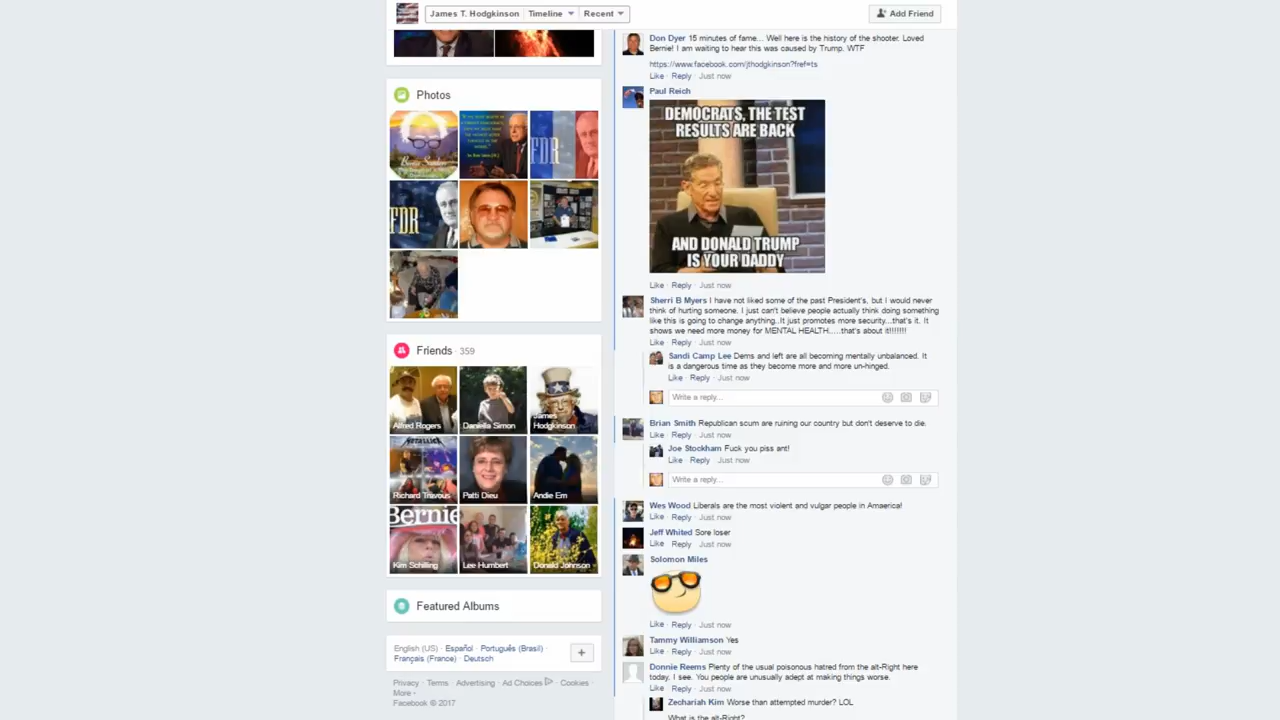 James T. Hodgkinson Timeline Recent
Add Friend
Photos
FDR
FDR
Friends · 359
Alfred Rogers
Daniella Simon
James Hodgkinson
METALLICA
Richard Travous
Patti Dieu
Andie Em
Bernie
Kim Schilling
Lee Humbert
Donald Johnson
Featured Albums
English (US) · Español · Português (Brasil) ·
Français (France) · Deutsch
+
Privacy · Terms · Advertising · Ad Choices · Cookies ·
More
Facebook © 2017
Don Dyer 15 minutes of fame... Well here is the history of the shooter. Loved
Bernie! I am waiting to hear this was caused by Trump. WTF
https://www.facebook.com/jthodgkinson?fref=ts
Like · Reply · Just now
Paul Reich
DEMOCRATS, THE TEST
RESULTS ARE BACK
AND DONALD TRUMP
IS YOUR DADDY
Like · Reply · Just now
Sherri B Myers I have not liked some of the past President's, but I would never
think of hurting someone. I just can't believe people actually think doing something
like this is going to change anything..It just promotes more security...that's it. It
shows we need more money for MENTAL HEALTH.....that's about it!!!!!!!
Like · Reply · Just now
Sandi Camp Lee Dems and left are all becoming mentally unbalanced. It
is a dangerous time as they become more and more un-hinged.
Like · Reply · Just now
Write a reply...
Brian Smith Republican scum are ruining our country but don't deserve to die.
Like · Reply · Just now
Joe Stockham Fuck you piss ant!
Like · Reply · Just now
Write a reply...
Wes Wood Liberals are the most violent and vulgar people in Amaerica!
Like · Reply · Just now
Jeff Whited Sore loser
Like · Reply · Just now
Solomon Miles
Like · Reply · Just now
Tammy Williamson Yes
Like · Reply · Just now
Donnie Reems Plenty of the usual poisonous hatred from the alt-Right here
today, I see. You people are unusually adept at making things worse.
Like · Reply · Just now
Zechariah Kim Worse than attempted murder? LOL
What is the alt-Right?